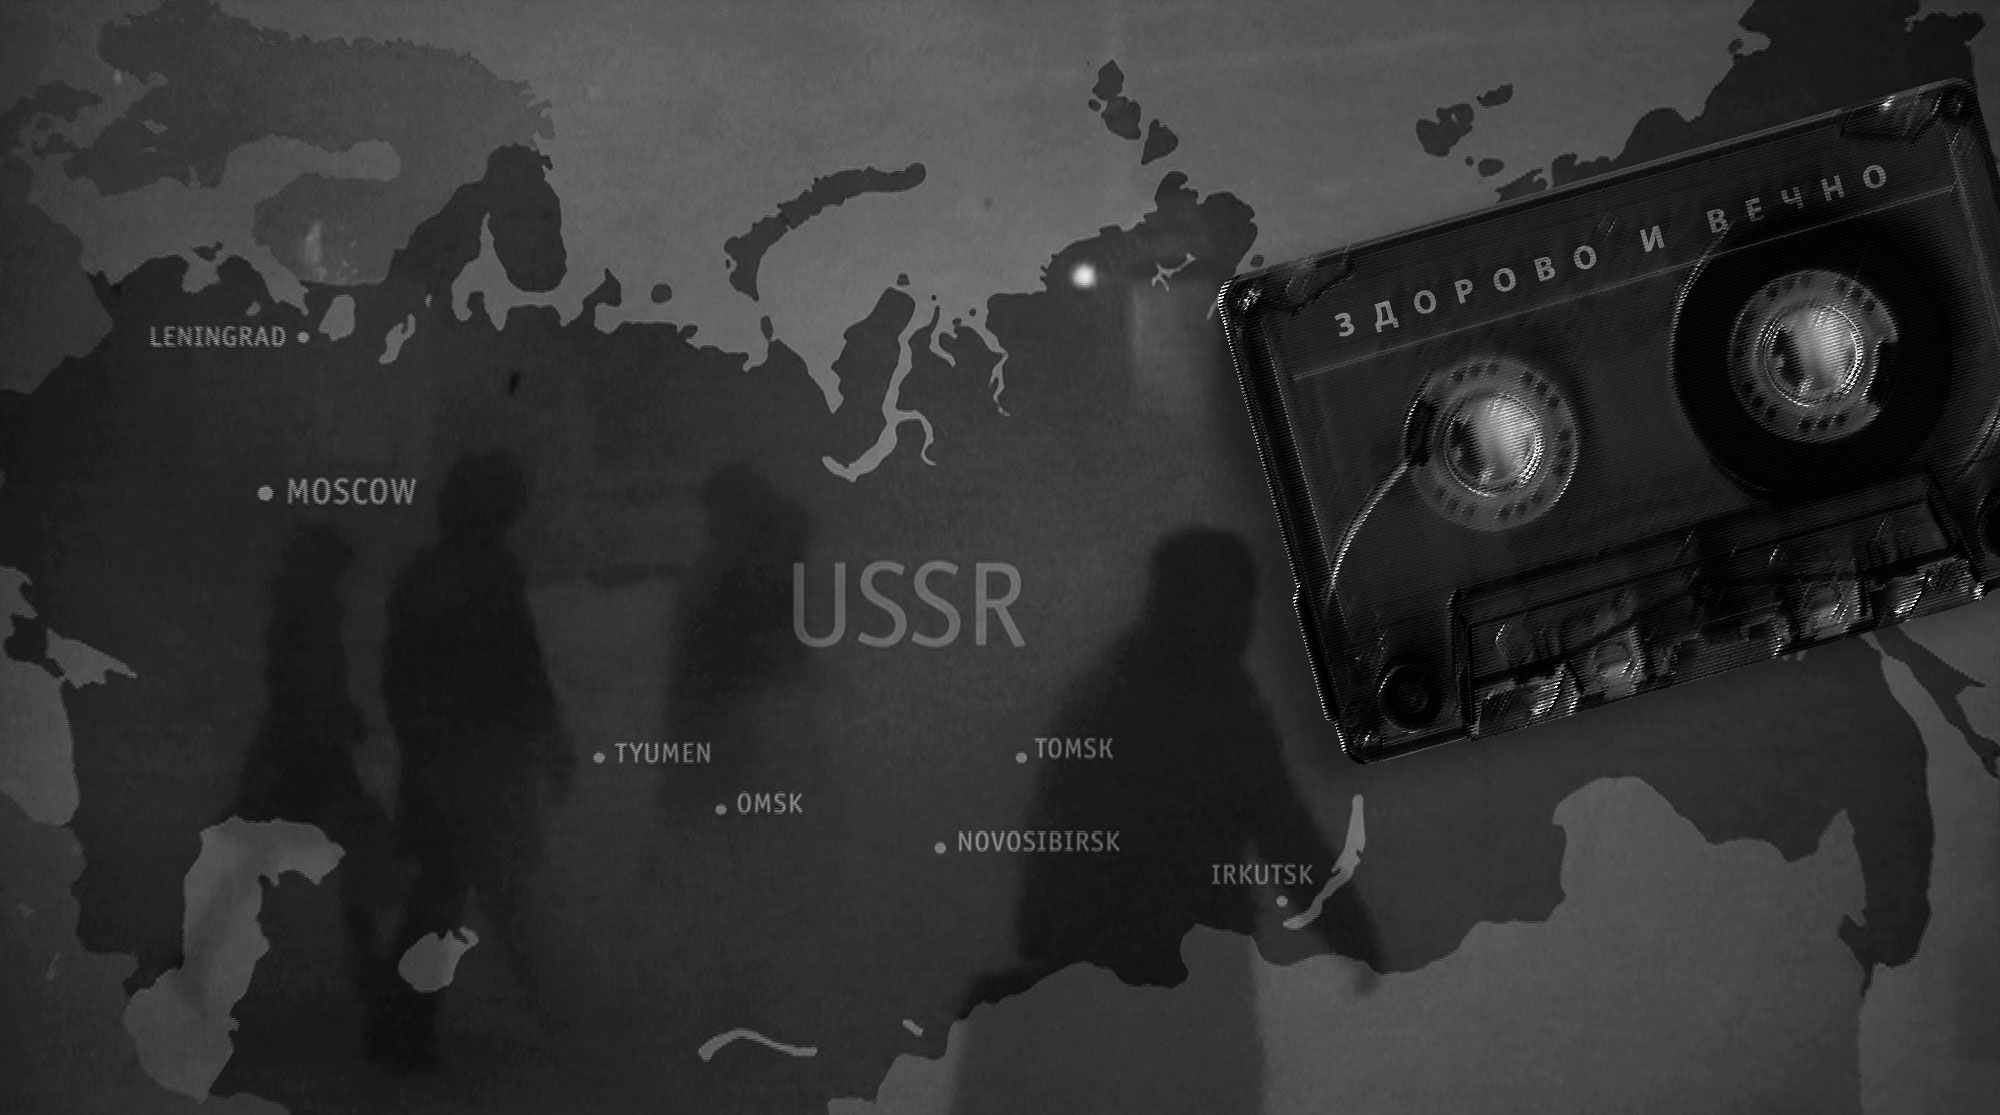 ЗДОРОВО И ВЕЧНО
LENINGRAD
MOSCOW
USSR
TYUMEN
TOMSK
OMSK
NOVOSIBIRSK
IRKUTSK